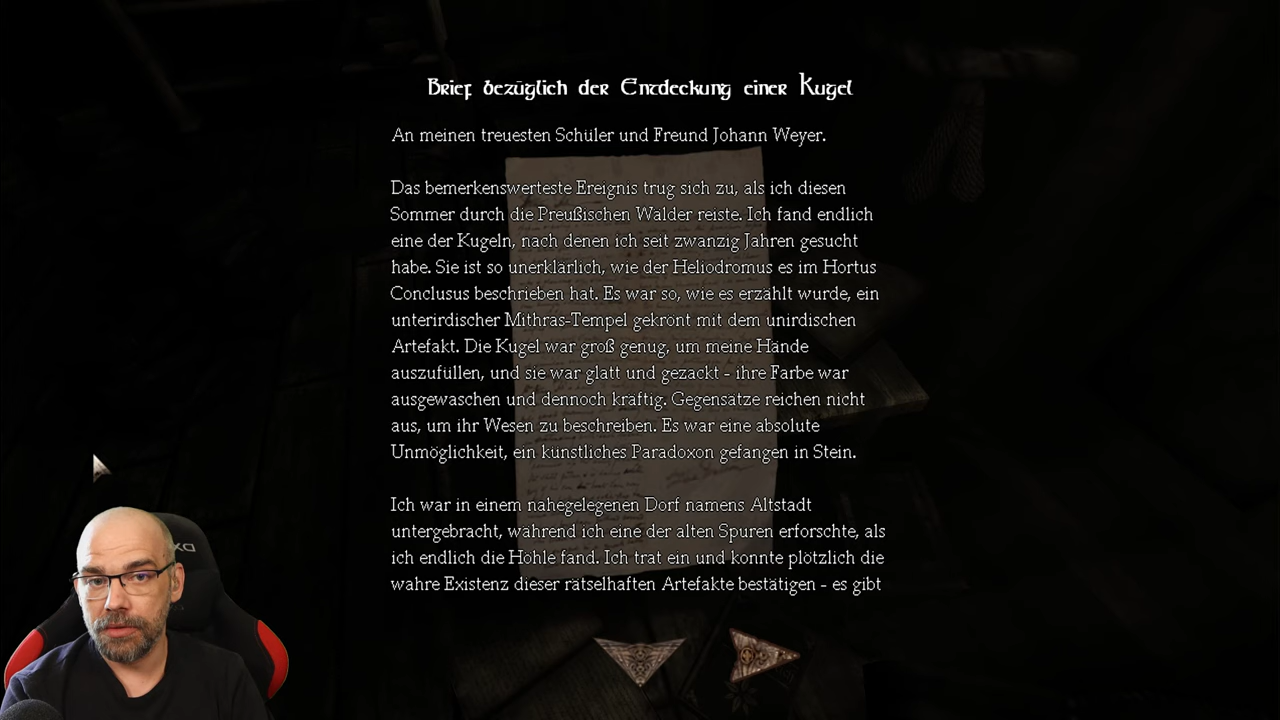 Brief bezüglich der Entdeckung einer Kugel
An meinen treuesten Schüler und Freund Johann Weyer.
Das bemerkenswerteste Ereignis trug sich zu, als ich diesen
Sommer durch die Preußischen Wälder reiste. Ich fand endlich
eine der Kugeln, nach denen ich seit zwanzig Jahren gesucht
habe. Sie ist so unerklärlich, wie der Heliodromus es im Hortus
Conclusus beschrieben hat. Es war so, wie es erzählt wurde, ein
unterirdischer Mithras-Tempel gekrönt mit dem unirdischen
Artefakt. Die Kugel war groß genug, um meine Hände
auszufüllen, und sie war glatt und gezackt - ihre Farbe war
ausgewaschen und dennoch kräftig. Gegensätze reichen nicht
aus, um ihr Wesen zu beschreiben. Es war eine absolute
Unmöglichkeit, ein künstliches Paradoxon gefangen in Stein.
Ich war in einem nahegelegenen Dorf namens Altstadt
untergebracht, während ich eine der alten Spuren erforschte, als
ich endlich die Höhle fand. Ich trat ein und konnte plötzlich die
wahre Existenz dieser rätselhaften Artefakte bestätigen - es gibt